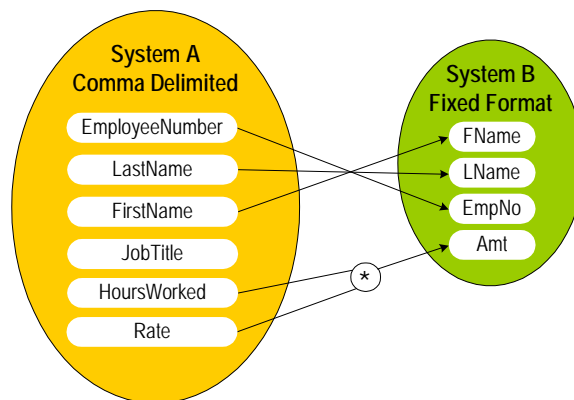 System A
Comma Delimited
EmployeeNumber
LastName
FirstName
JobTitle
HoursWorked
Rate
*
System B
Fixed Format
FName
LName
EmpNo
Amt